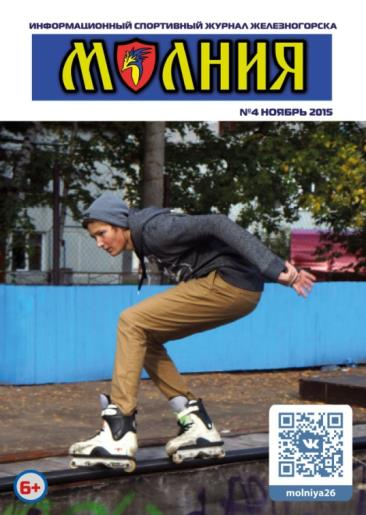 ИНФОРМАЦИОННЫЙ СПОРТИВНЫЙ ЖУРНАЛ ЖЕЛЕЗНОГОРСКА
МОЛНИЯ
№4 НОЯБРЬ 2015
6+
molniya26